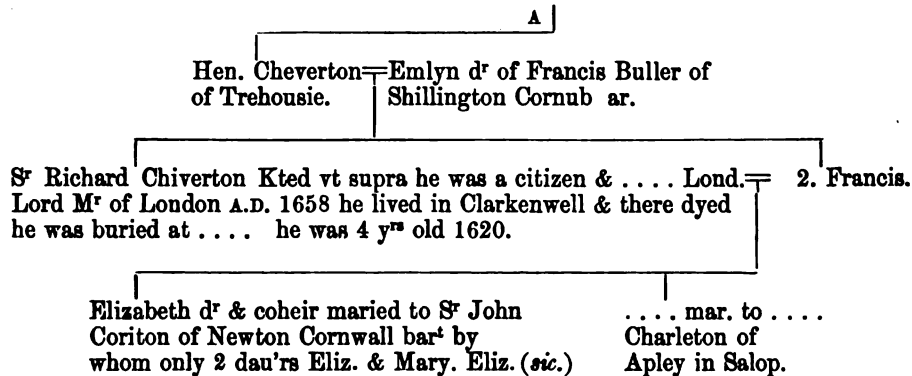 A
Hen. Cheverton=Emlyn dʳ of Francis Buller of
of Trehousie. Shillington Cornub ar.
Sʳ Richard Chiverton Kted vt supra he was a citizen & . . . . Lond.= 2. Francis.
Lord Mʳ of London A.D. 1658 he lived in Clarkenwell & there dyed
he was buried at . . . . he was 4 yʳˢ old 1620.
Elizabeth dʳ & coheir maried to Sʳ John
Coriton of Newton Cornwall barᵗ by
whom only 2 dau'rs Eliz. & Mary. Eliz. (sic.)
. . . . mar. to . . . .
Charleton of
Apley in Salop.